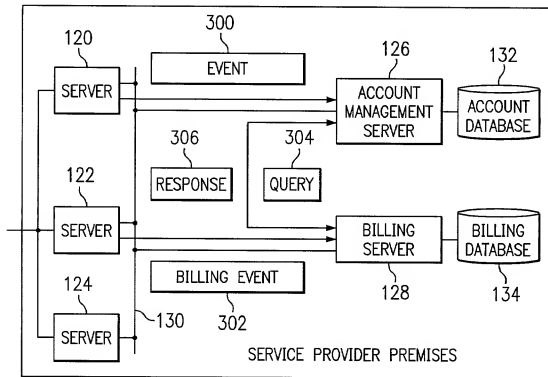 300
120
EVENT
126
132
SERVER
ACCOUNT
MANAGEMENT
SERVER
ACCOUNT
DATABASE
306
304
122
RESPONSE
QUERY
SERVER
BILLING
SERVER
BILLING
DATABASE
124
BILLING EVENT
128
134
302
130
SERVER
SERVICE PROVIDER PREMISES